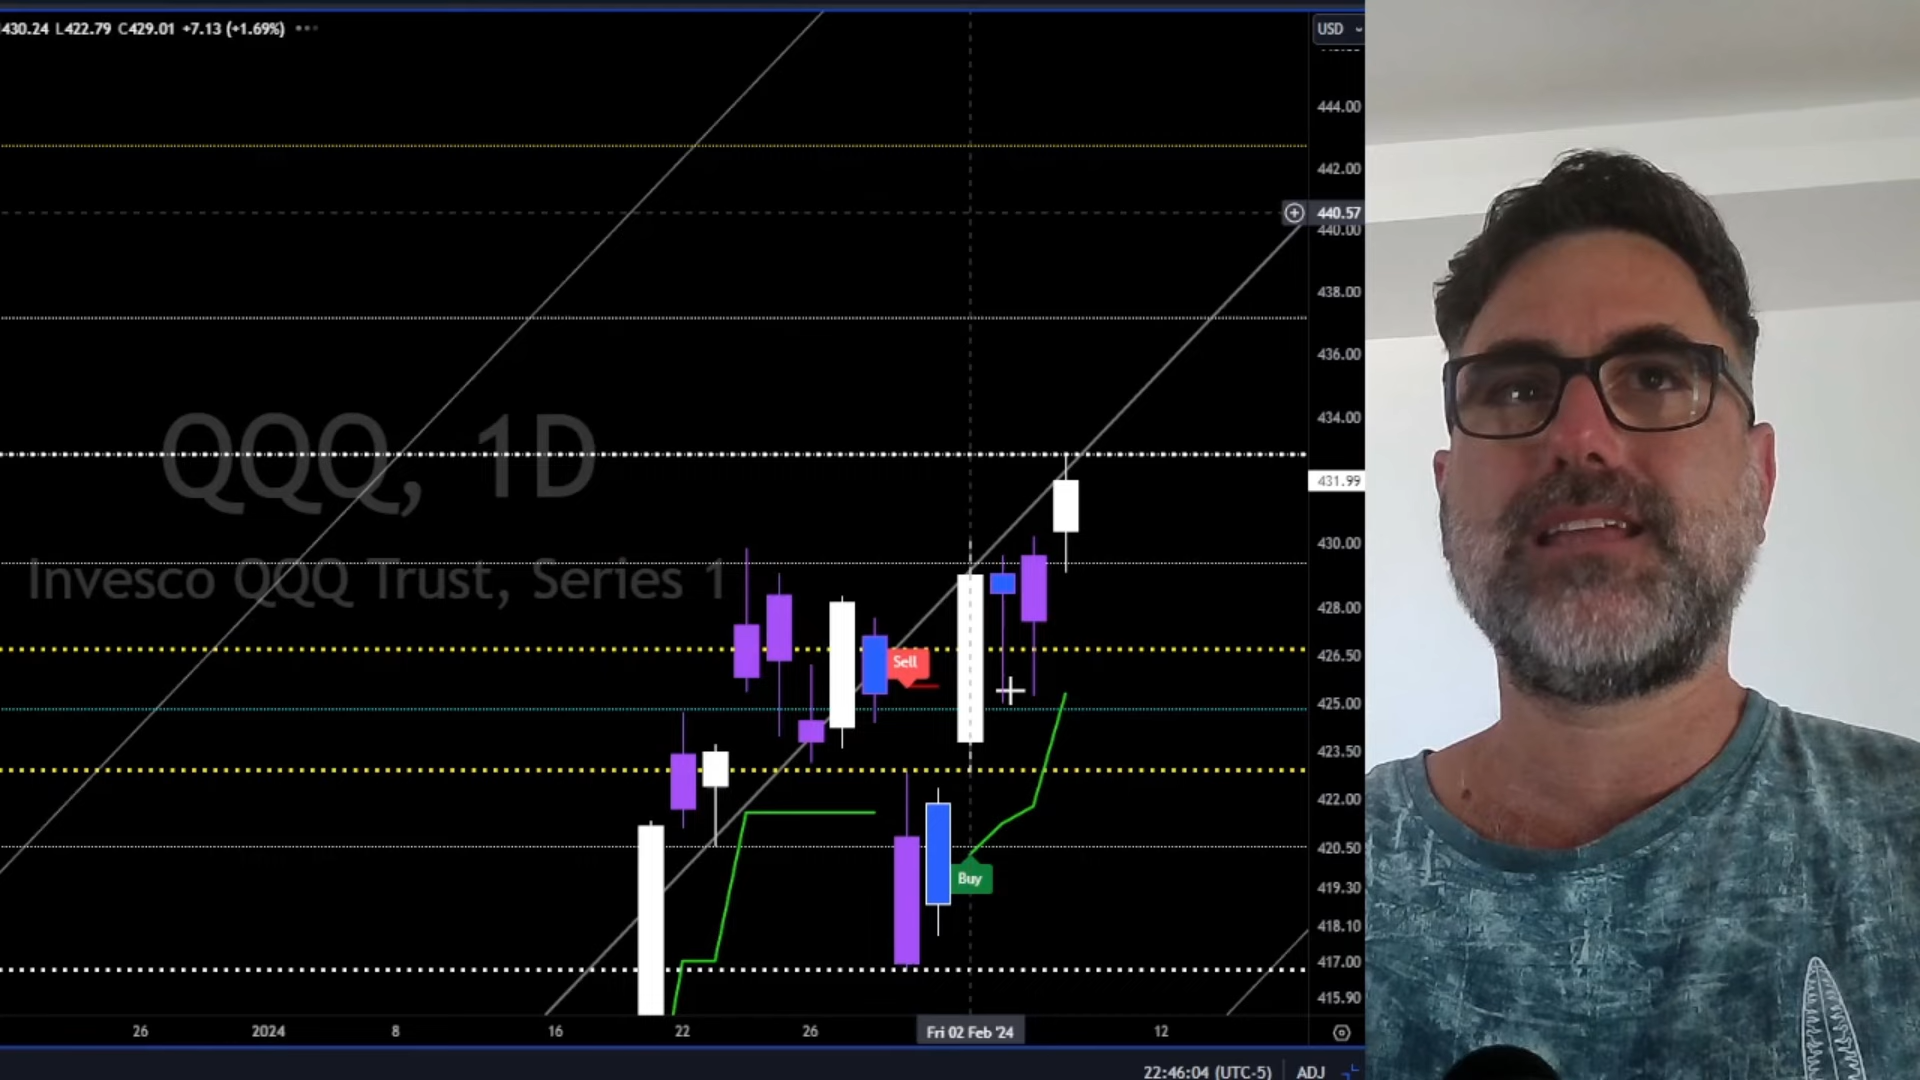 430.24 L422.79 C429.01 +7.13 (+1.69%)
USD
444.00
442.00
440.57
440.00
438.00
436.00
434.00
QQQ, 1D
431.99
430.00
Invesco QQQ Trust, Series 1
428.00
Sell
426.50
425.00
423.50
422.00
420.50
Buy
419.30
418.10
417.00
415.90
26 2024 8 16 22 26 Fri 02 Feb '24 12
22:46:04 (UTC-5) ADJ